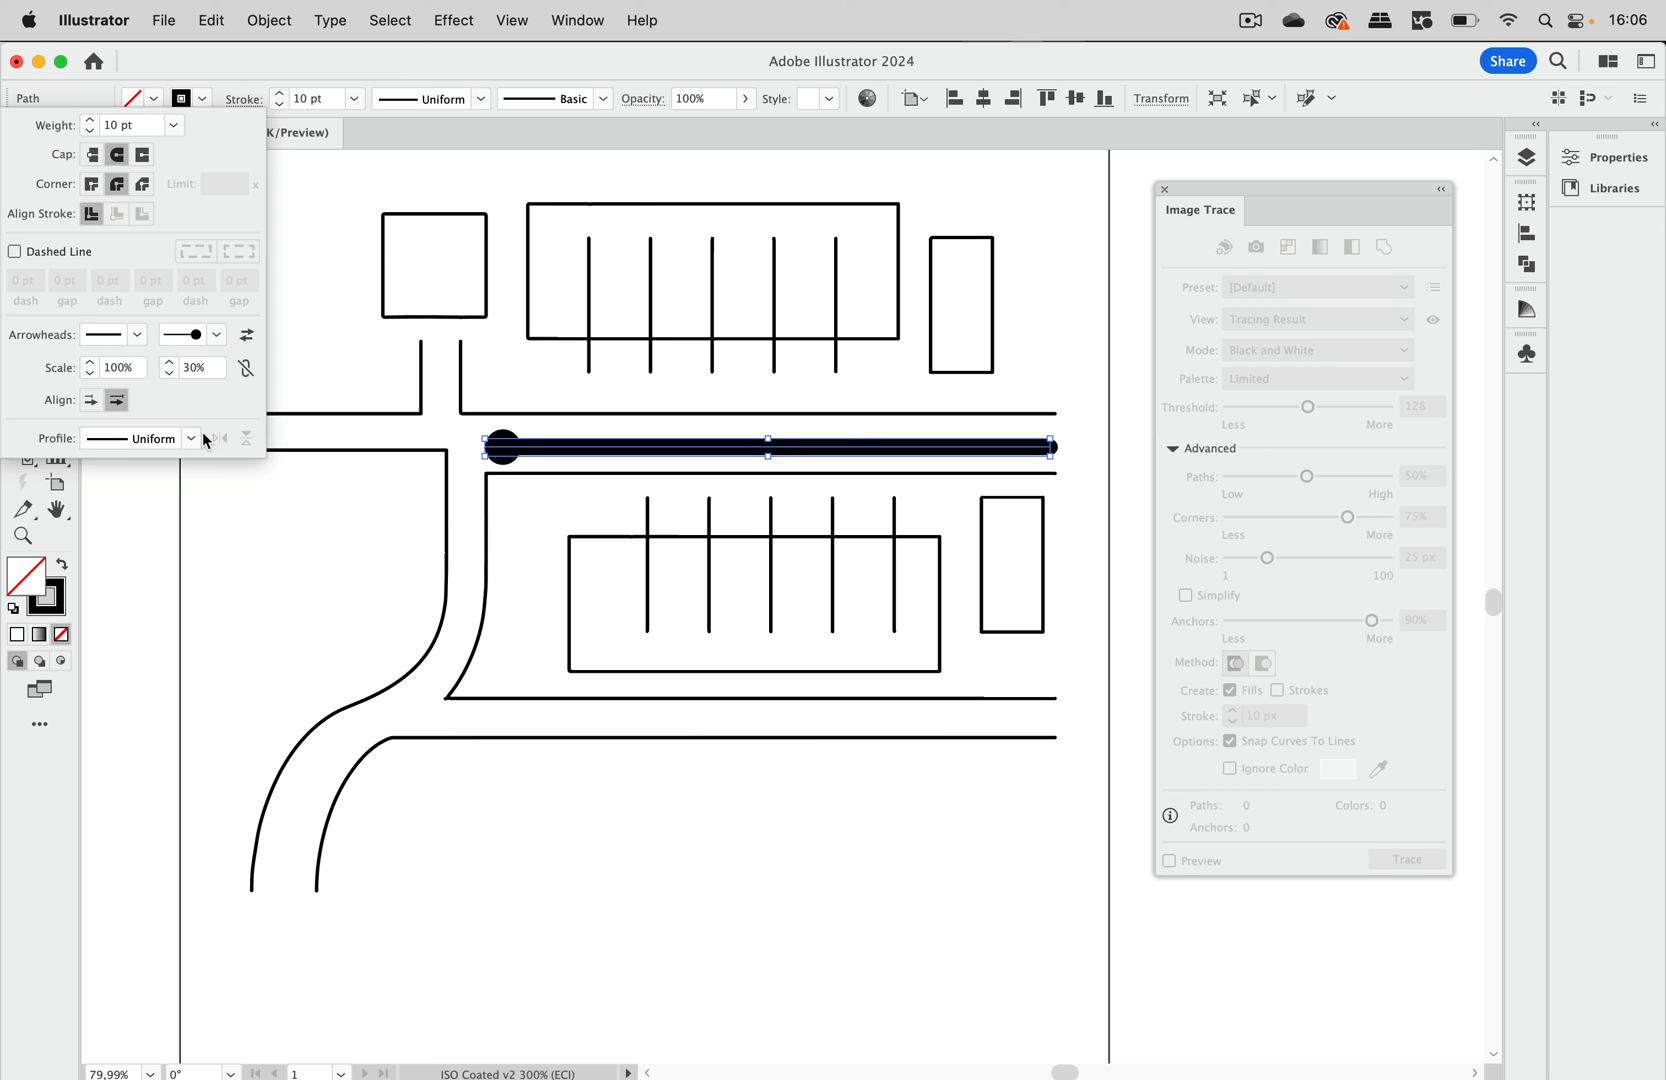 Illustrator File Edit Object Type Select Effect View Window Help 16:06
Adobe Illustrator 2024 Share
Path Stroke: 10 pt Uniform Basic Opacity: 100% Style: Transform
K/Preview)
Weight: 10 pt
Cap:
Corner: Limit: x
Align Stroke:
Dashed Line
0 pt 0 pt 0 pt 0 pt 0 pt 0 pt
dash gap dash gap dash gap
Arrowheads:
Scale: 100% 30%
Align:
Profile: Uniform
Properties
Libraries
Image Trace
Preset: [Default]
View: Tracing Result
Mode: Black and White
Palette: Limited
Threshold: 128
Less More
Advanced
Paths: 50%
Low High
Corners: 75%
Less More
Noise: 25 px
1 100
Simplify
Anchors: 90%
Less More
Method:
Create: Fills Strokes
Stroke: 10 px
Options: Snap Curves To Lines
Ignore Color
Paths: 0 Colors: 0
Anchors: 0
Preview Trace
79,99% 0° 1 ISO Coated v2 300% (ECI)